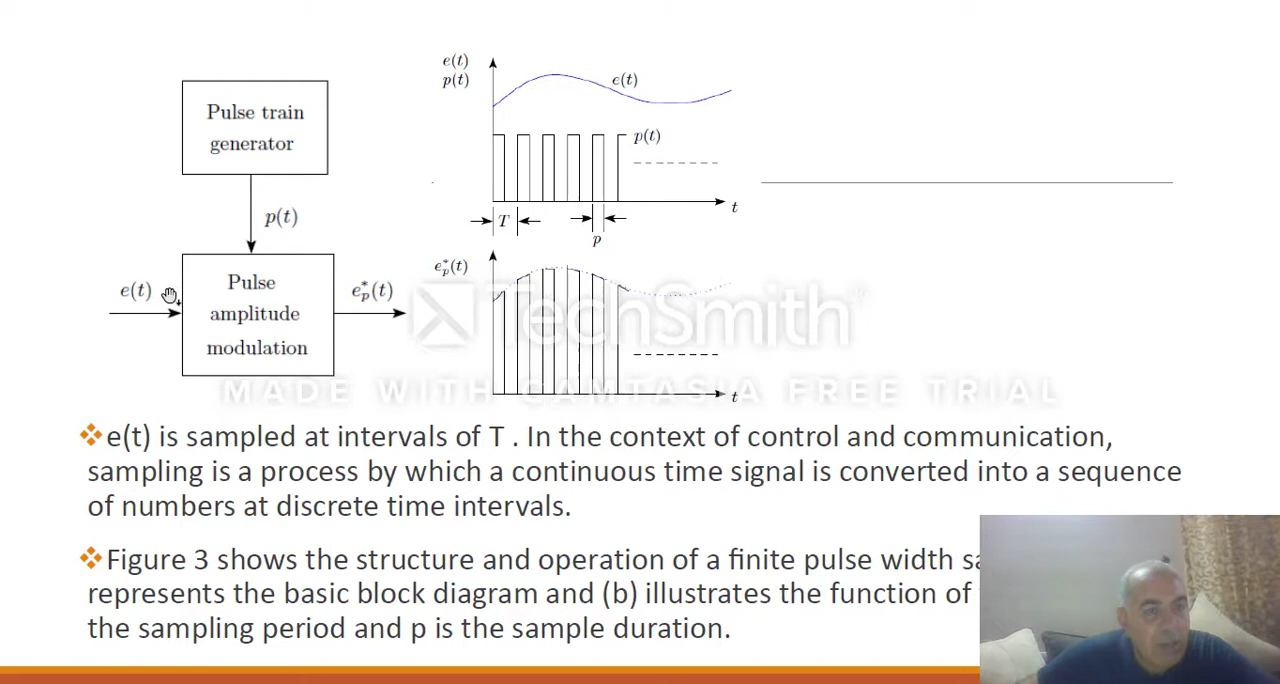 Pulse train
generator
p(t)
e(t)
Pulse
amplitude
modulation
e*p(t)
e(t)
p(t)
e(t)
p(t)
t
T
p
e*p(t)
t
TechSmith
MADE WITH CAMTASIA FREE TRIAL
e(t) is sampled at intervals of T . In the context of control and communication,
sampling is a process by which a continuous time signal is converted into a sequence
of numbers at discrete time intervals.
Figure 3 shows the structure and operation of a finite pulse width
represents the basic block diagram and (b) illustrates the function of
the sampling period and p is the sample duration.